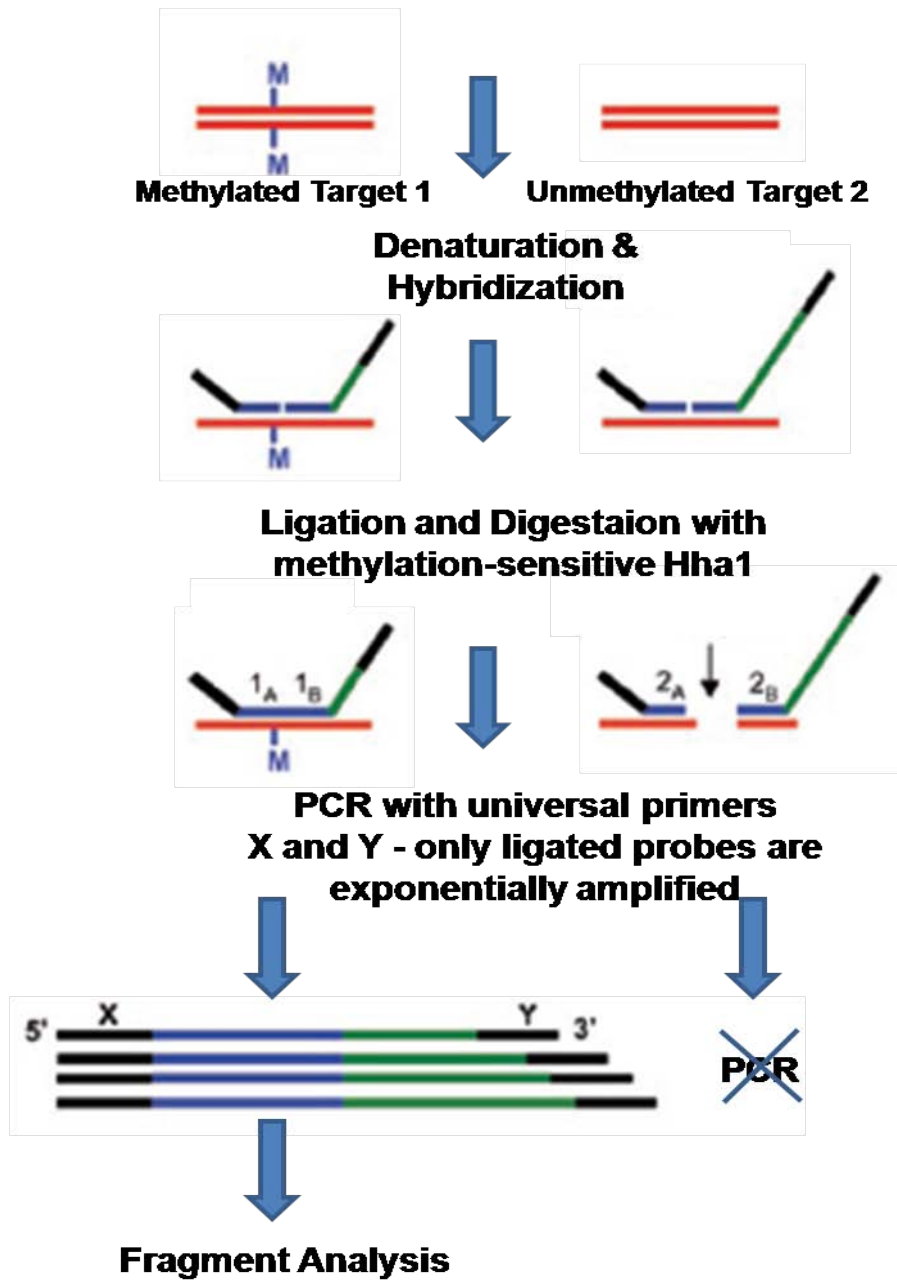 M
M
Methylated Target 1
Unmethylated Target 2
Denaturation &
Hybridization
M
Ligation and Digestaion with
methylation-sensitive Hha1
1A 1B
2A 2B
M
PCR with universal primers
X and Y - only ligated probes are
exponentially amplified
5' X Y 3'
PCR
Fragment Analysis